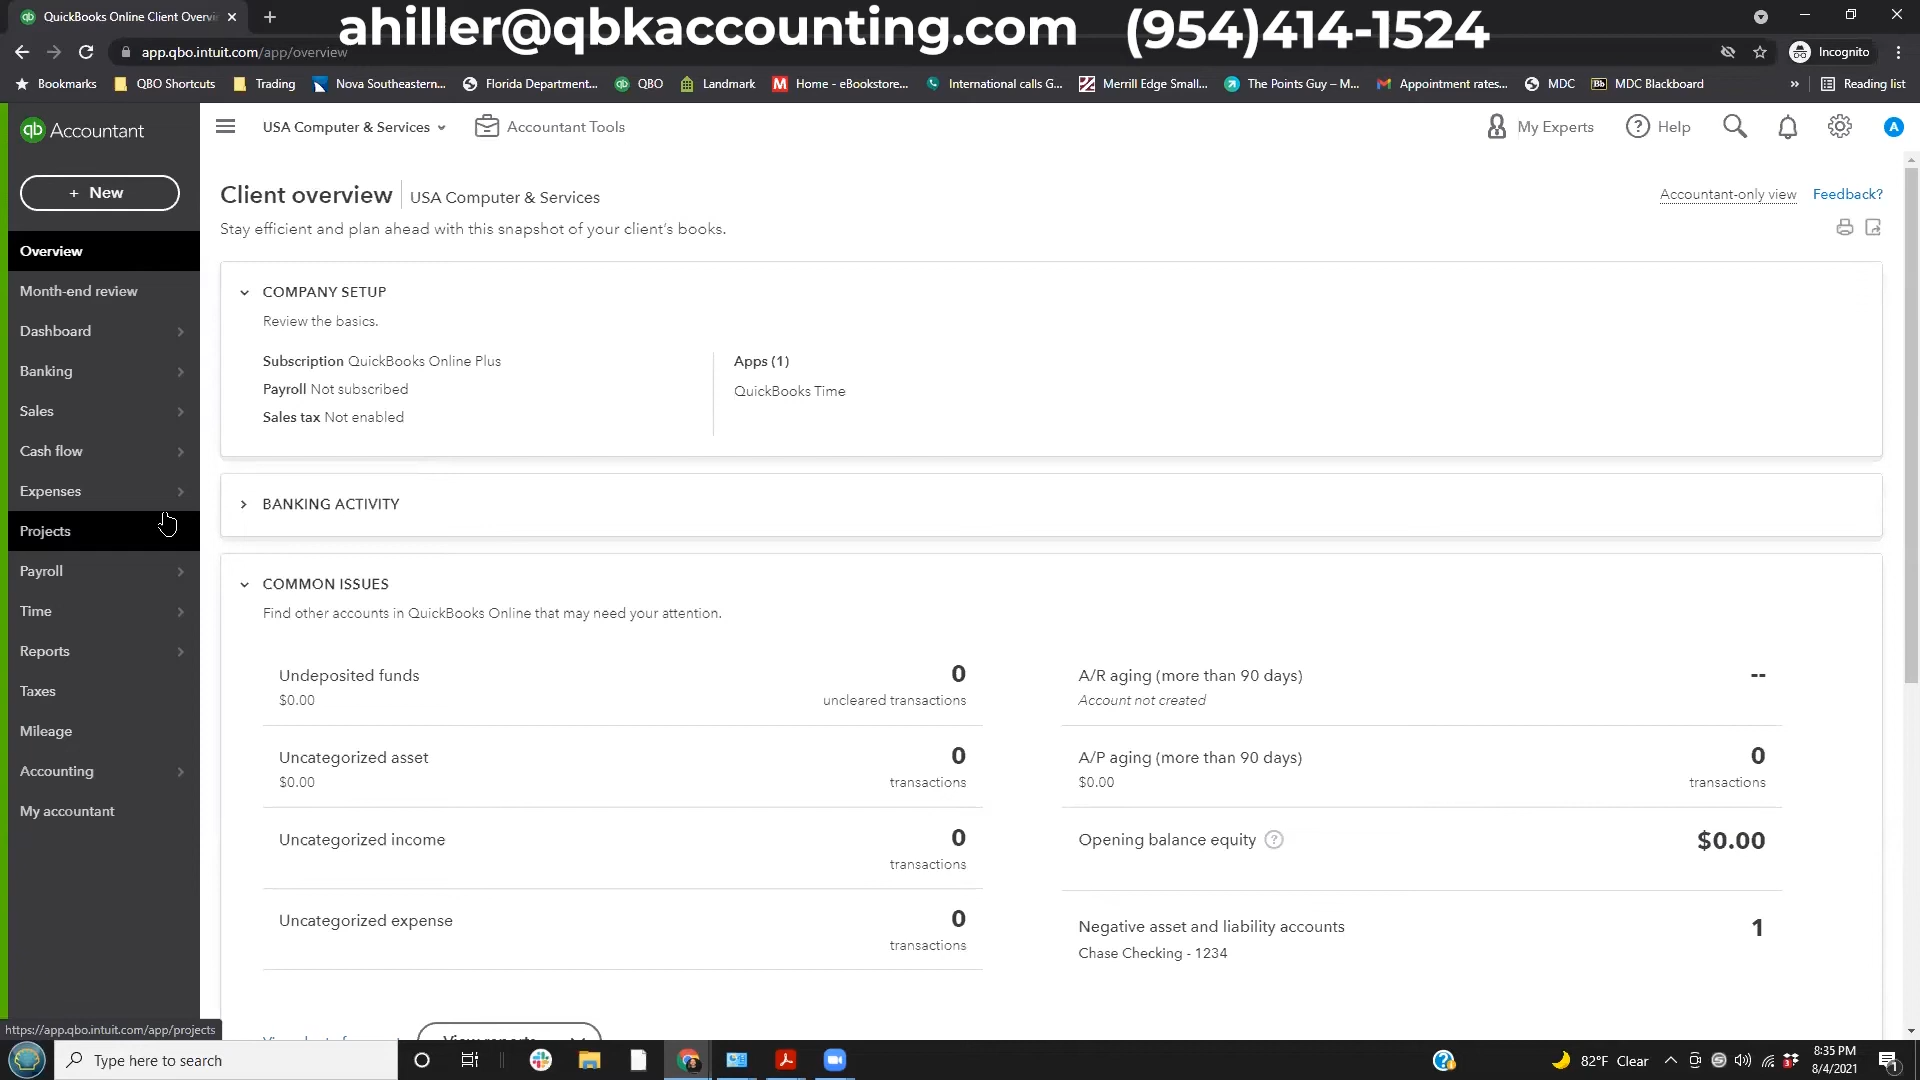 QuickBooks Online Client Overvi
ahiller@qbkaccounting.com (954)414-1524
app.qbo.intuit.com/app/overview
Incognito
Bookmarks
QBO Shortcuts
Trading
Nova Southeastern...
Florida Department...
QBO
Landmark
Home - eBookstore...
International calls G...
Merrill Edge Small...
The Points Guy – M...
Appointment rates...
MDC
MDC Blackboard
»
Reading list
qb Accountant
USA Computer & Services
Accountant Tools
My Experts
Help
A
+ New
Client overview
USA Computer & Services
Accountant-only view
Feedback?
Stay efficient and plan ahead with this snapshot of your client's books.
Overview
Month-end review
Dashboard
Banking
Sales
Cash flow
Expenses
Projects
Payroll
Time
Reports
Taxes
Mileage
Accounting
My accountant
COMPANY SETUP
Review the basics.
Subscription QuickBooks Online Plus
Payroll Not subscribed
Sales tax Not enabled
Apps (1)
QuickBooks Time
BANKING ACTIVITY
COMMON ISSUES
Find other accounts in QuickBooks Online that may need your attention.
Undeposited funds 0
$0.00 uncleared transactions
Uncategorized asset 0
$0.00 transactions
Uncategorized income 0
transactions
Uncategorized expense 0
transactions
A/R aging (more than 90 days) --
Account not created
A/P aging (more than 90 days) 0
$0.00 transactions
Opening balance equity ? $0.00
Negative asset and liability accounts 1
Chase Checking - 1234
https://app.qbo.intuit.com/app/projects
Type here to search
82°F Clear
8:35 PM
8/4/2021